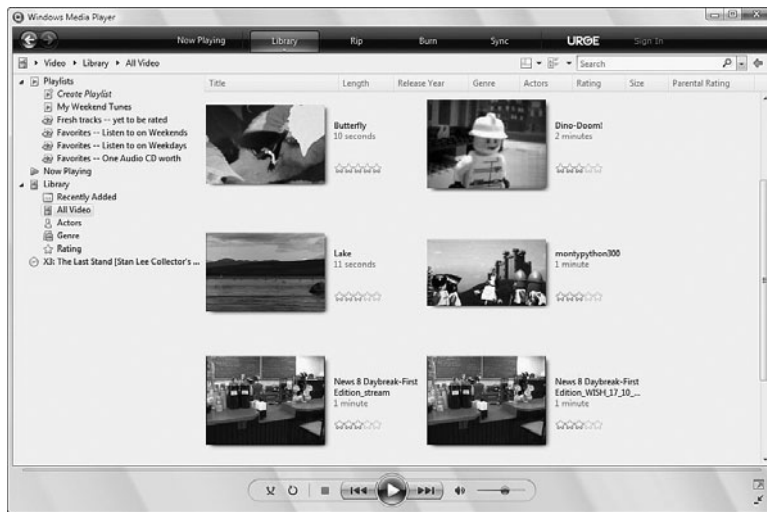 Windows Media Player
Now Playing Library Rip Burn Sync URGE Sign In
Video Library All Video Search
Title Length Release Year Genre Actors Rating Size Parental Rating
Playlists
Create Playlist
My Weekend Tunes
Fresh tracks -- yet to be rated
Favorites -- Listen to on Weekends
Favorites -- Listen to on Weekdays
Favorites -- One Audio CD worth
Now Playing
Library
Recently Added
All Video
Actors
Genre
Rating
X3: The Last Stand [Stan Lee Collector's ...
Butterfly
10 seconds
Dino-Doom!
2 minutes
Lake
11 seconds
montypython300
1 minute
News 8 Daybreak-First
Edition_stream
1 minute
News 8 Daybreak-First
Edition_WISH_17_10_...
1 minute